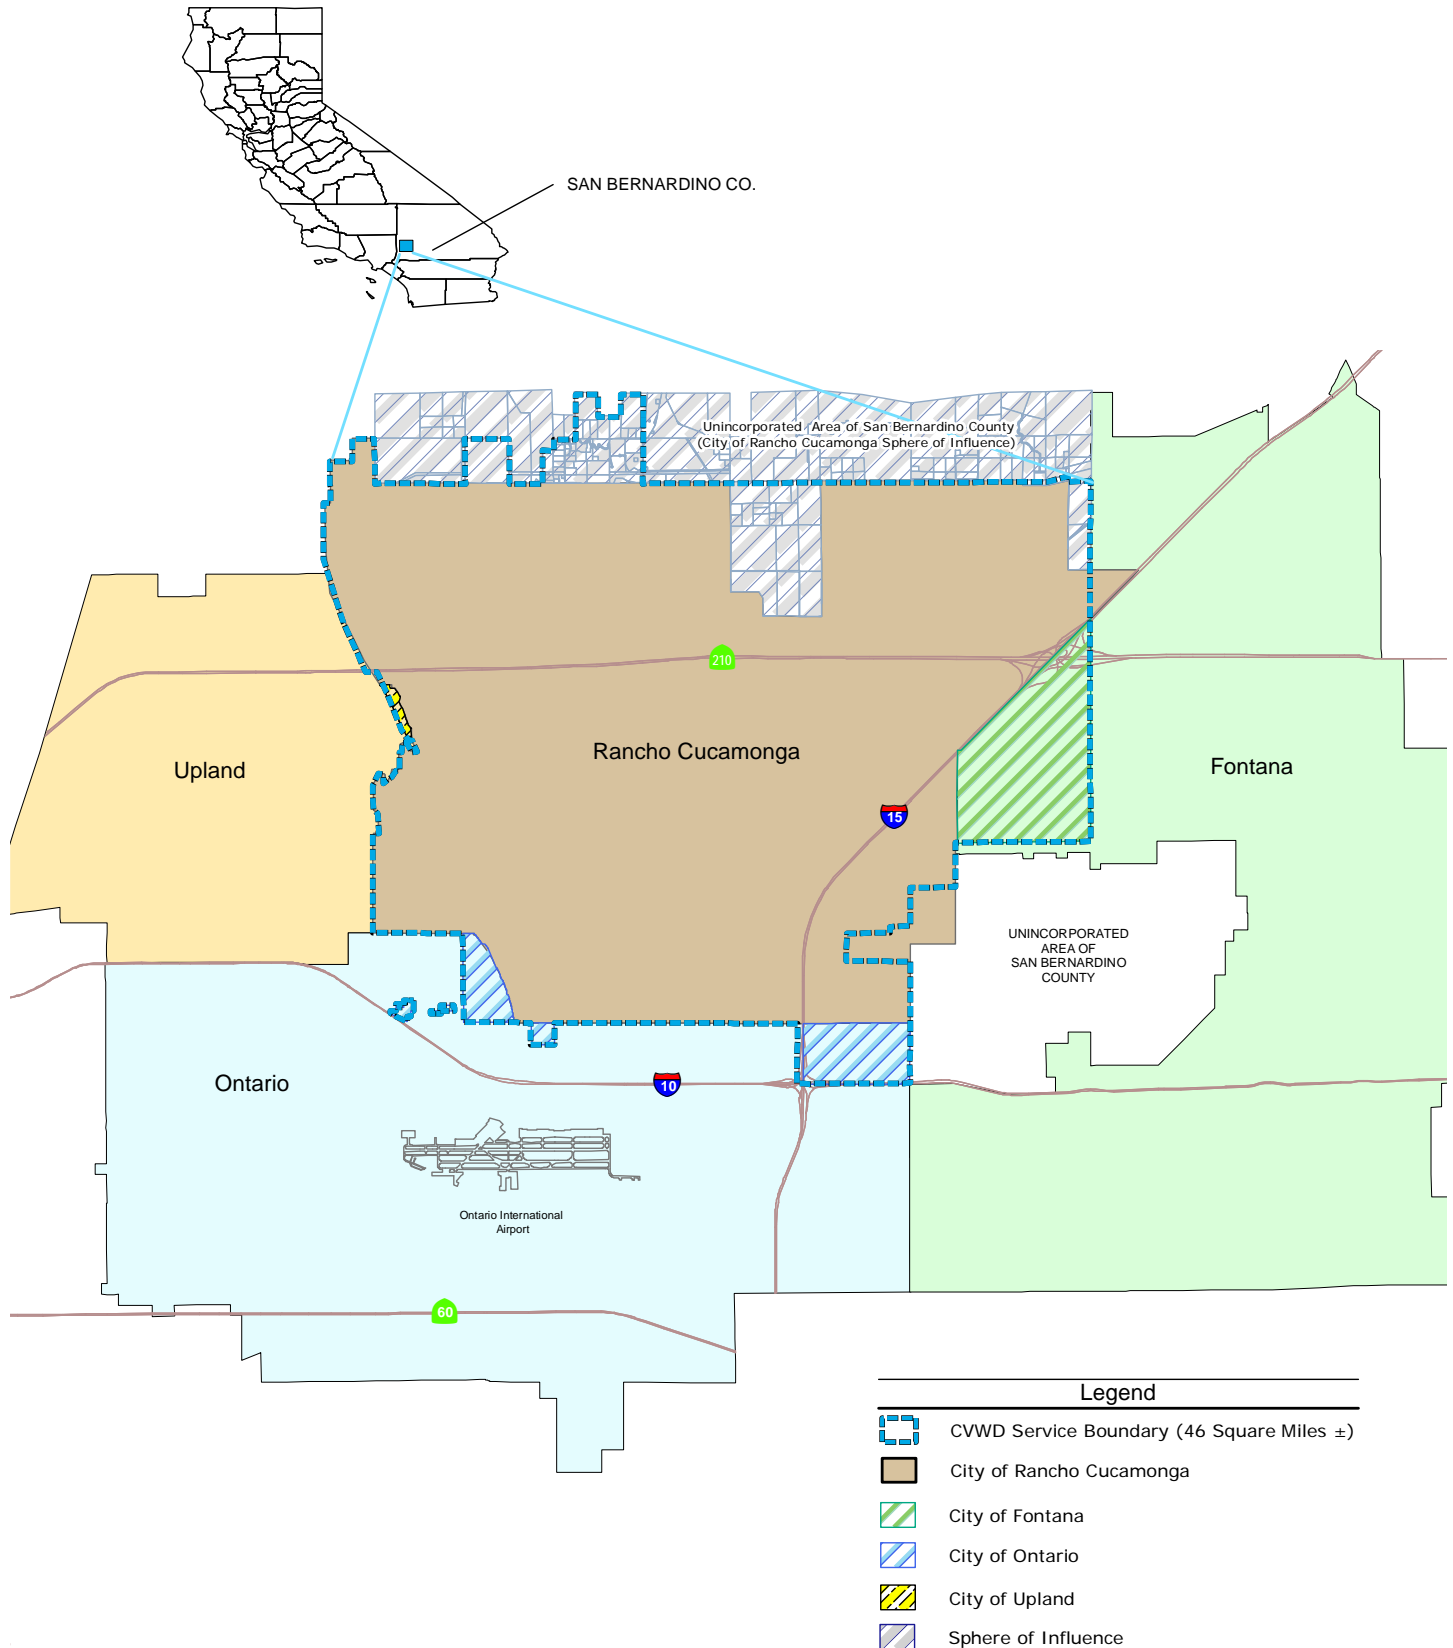 SAN BERNARDINO CO.
Unincorporated Area of San Bernardino County
(City of Rancho Cucamonga Sphere of Influence)
210
Rancho Cucamonga
Upland
Fontana
15
UNINCORPORATED
AREA OF
SAN BERNARDINO
COUNTY
Ontario
10
Ontario International
Airport
60
Legend
CVWD Service Boundary (46 Square Miles ±)
City of Rancho Cucamonga
City of Fontana
City of Ontario
City of Upland
Sphere of Influence